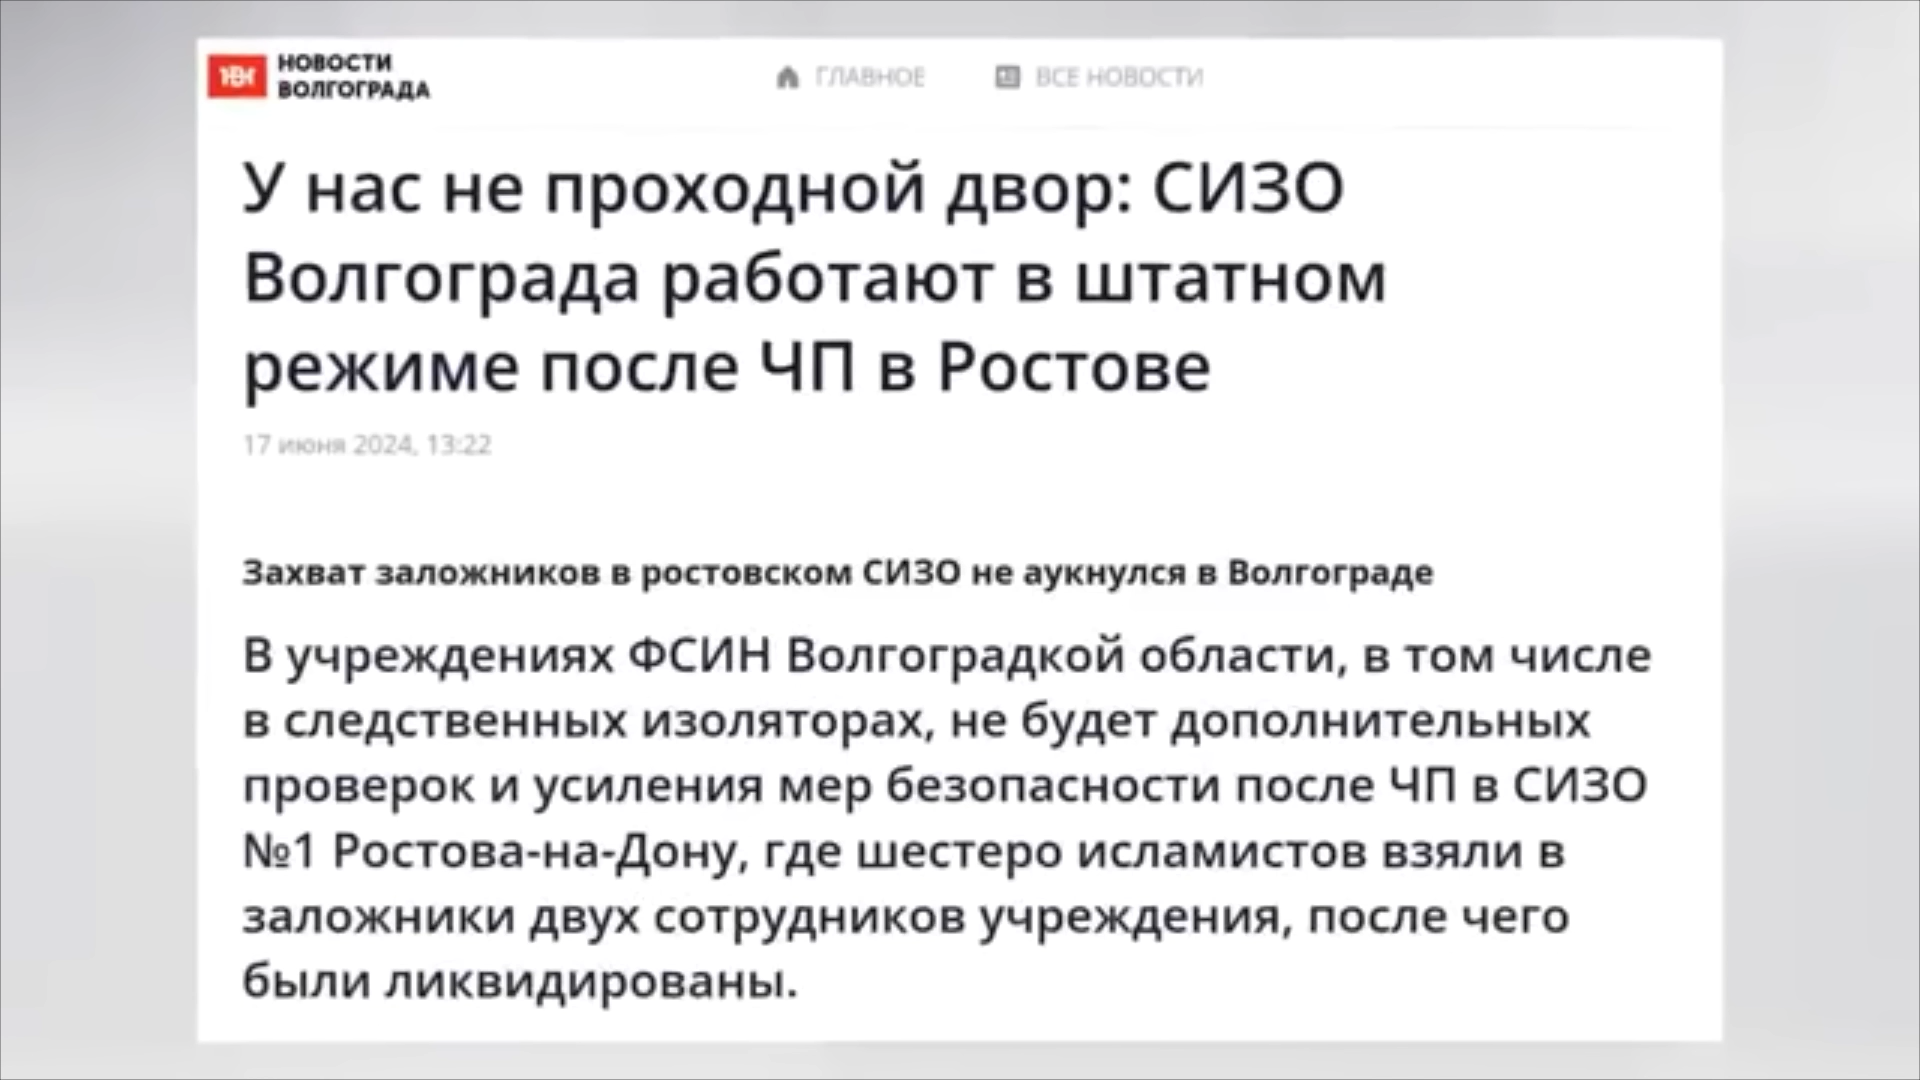 НОВОСТИ
ВОЛГОГРАДА
ГЛАВНОЕ
ВСЕ НОВОСТИ
У нас не проходной двор: СИЗО
Волгограда работают в штатном
режиме после ЧП в Ростове
17 июня 2024, 13:22
Захват заложников в ростовском СИЗО не аукнулся в Волгограде
В учреждениях ФСИН Волгоградкой области, в том числе
в следственных изоляторах, не будет дополнительных
проверок и усиления мер безопасности после ЧП в СИЗО
№1 Ростова-на-Дону, где шестеро исламистов взяли в
заложники двух сотрудников учреждения, после чего
были ликвидированы.